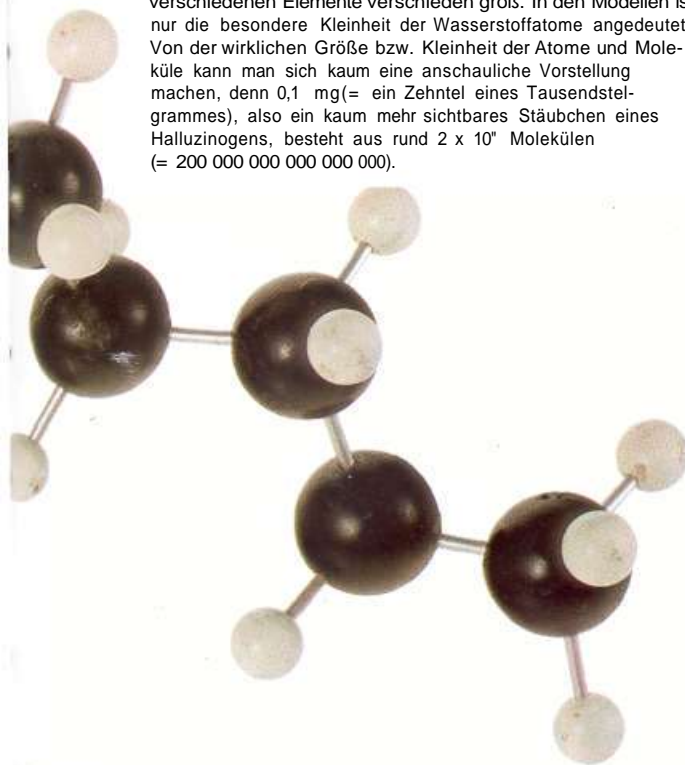 verschiedenen Elemente verschieden groß. In den Modellen is
nur die besondere Kleinheit der Wasserstoffatome angedeutet
Von der wirklichen Größe bzw. Kleinheit der Atome und Mole-
küle kann man sich kaum eine anschauliche Vorstellung
machen, denn 0,1 mg(= ein Zehntel eines Tausendstel-
grammes), also ein kaum mehr sichtbares Stäubchen eines
Halluzinogens, besteht aus rund 2 x 10" Molekülen
(= 200 000 000 000 000 000).